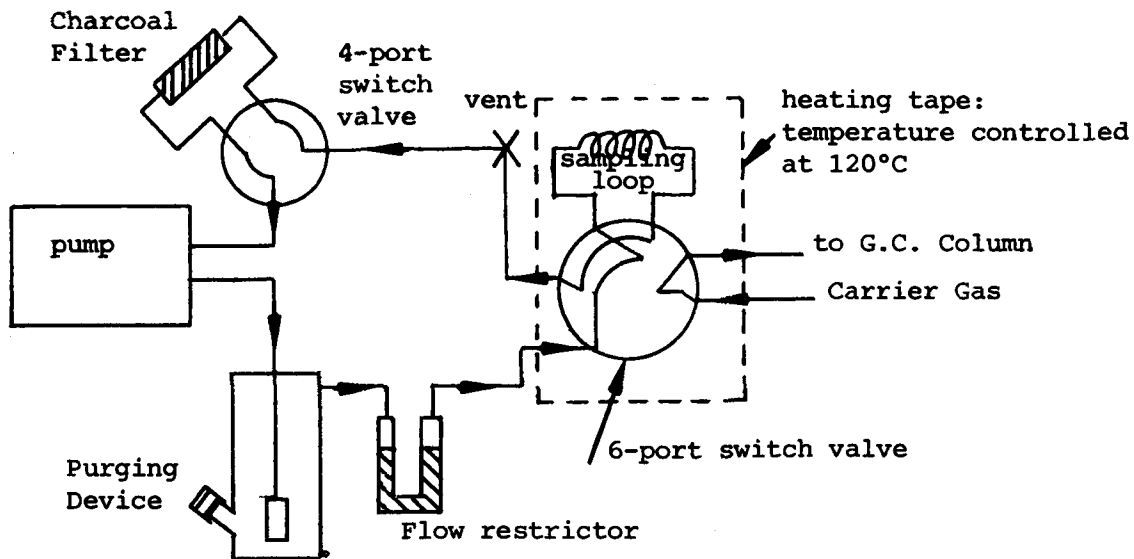 Charcoal
Filter
4-port
switch
valve
vent
heating tape:
temperature controlled
at 120°C
sampling
loop
pump
to G.C. Column
Carrier Gas
6-port switch valve
Purging
Device
Flow restrictor